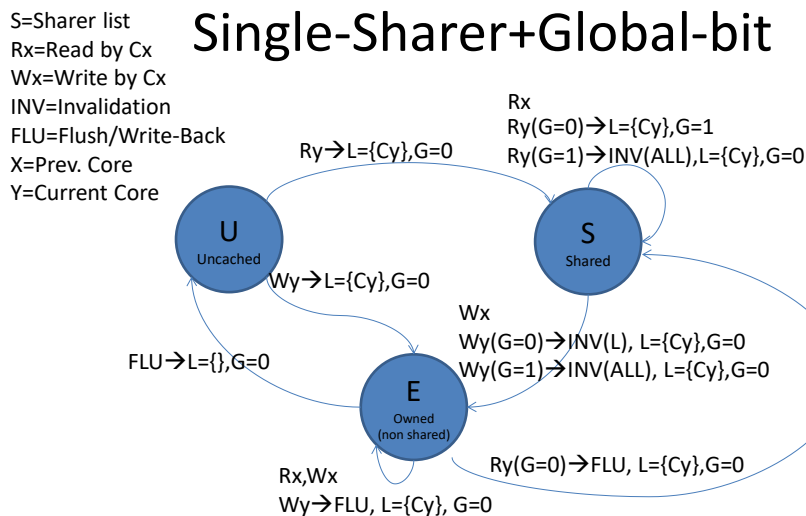 S=Sharer list
Rx=Read by Cx
Wx=Write by Cx
INV=Invalidation
FLU=Flush/Write-Back
X=Prev. Core
Y=Current Core
Single-Sharer+Global-bit
Rx
Ry(G=0)→L={Cy},G=1
Ry(G=1)→INV(ALL),L={Cy},G=0
Ry→L={Cy},G=0
U
Uncached
S
Shared
Wy→L={Cy},G=0
Wx
Wy(G=0)→INV(L), L={Cy},G=0
Wy(G=1)→INV(ALL), L={Cy},G=0
FLU→L={},G=0
E
Owned
(non shared)
Ry(G=0)→FLU, L={Cy},G=0
Rx,Wx
Wy→FLU, L={Cy}, G=0